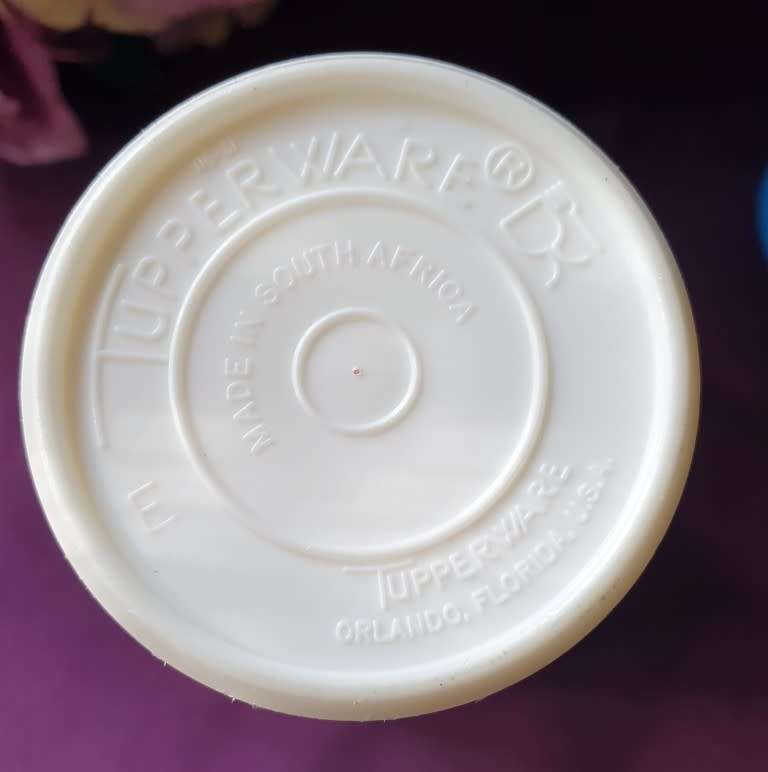 TUPPERWARE®
MADE IN SOUTH AFRICA
E
TUPPERWARE
ORLANDO, FLORIDA, U.S.A.